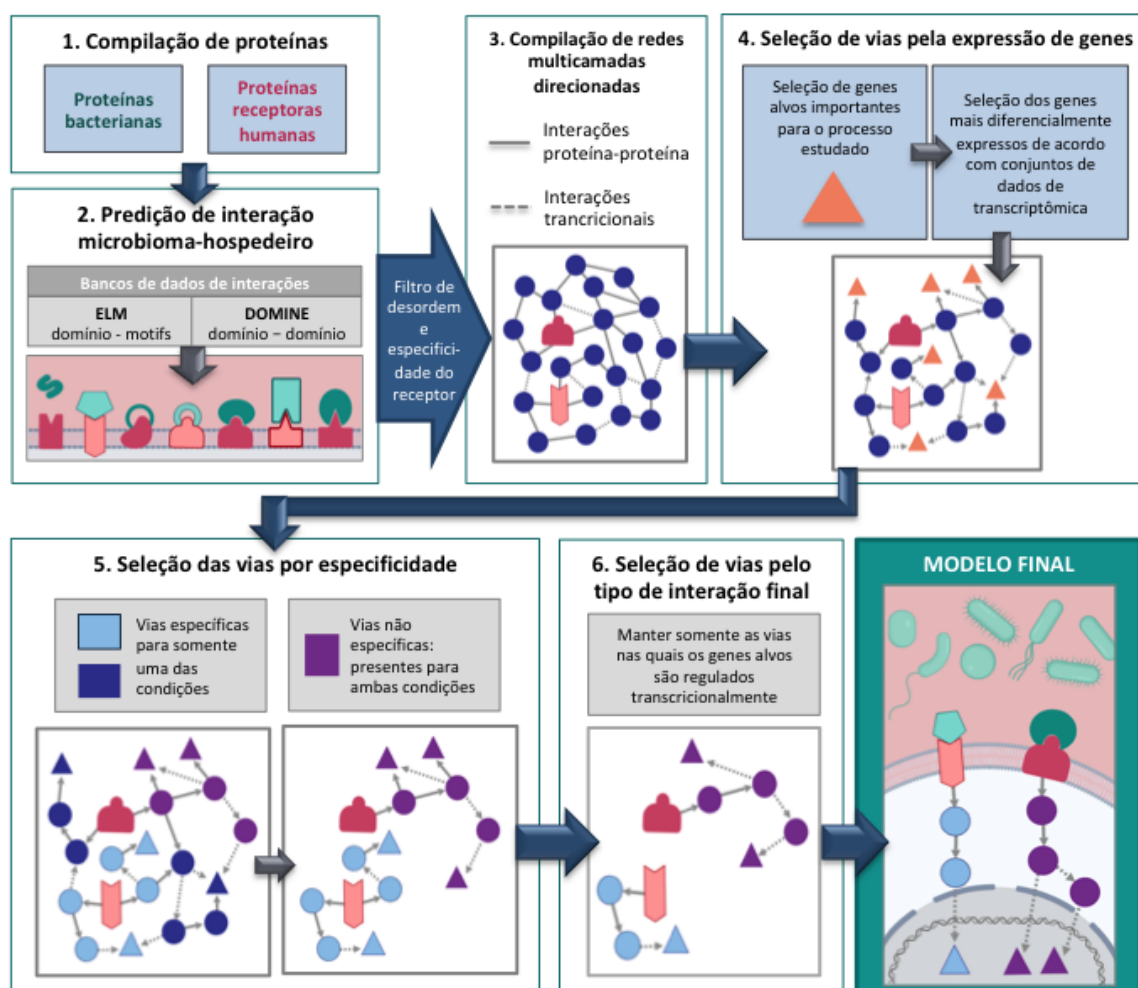 1. Compilação de proteínas
Proteínas
bacterianas
Proteínas
receptoras
humanas
2. Predição de interação
microbioma-hospedeiro
Bancos de dados de interações
ELM
domínio - motifs
DOMINE
domínio – domínio
Filtro de
desordem
e
especifici-
dade do
receptor
3. Compilação de redes
multicamadas
direcionadas
Interações
proteína-proteína
Interações
trancricionais
4. Seleção de vias pela expressão de genes
Seleção de genes
alvos importantes
para o processo
estudado
Seleção dos genes
mais diferencialmente
expressos de acordo
com conjuntos de
dados de
transcriptômica
5. Seleção das vias por especificidade
Vias específicas
para somente
uma das
condições
Vias não
específicas:
presentes para
ambas condições
6. Seleção de vias pelo
tipo de interação final
Manter somente as vias
nas quais os genes alvos
são regulados
transcricionalmente
MODELO FINAL